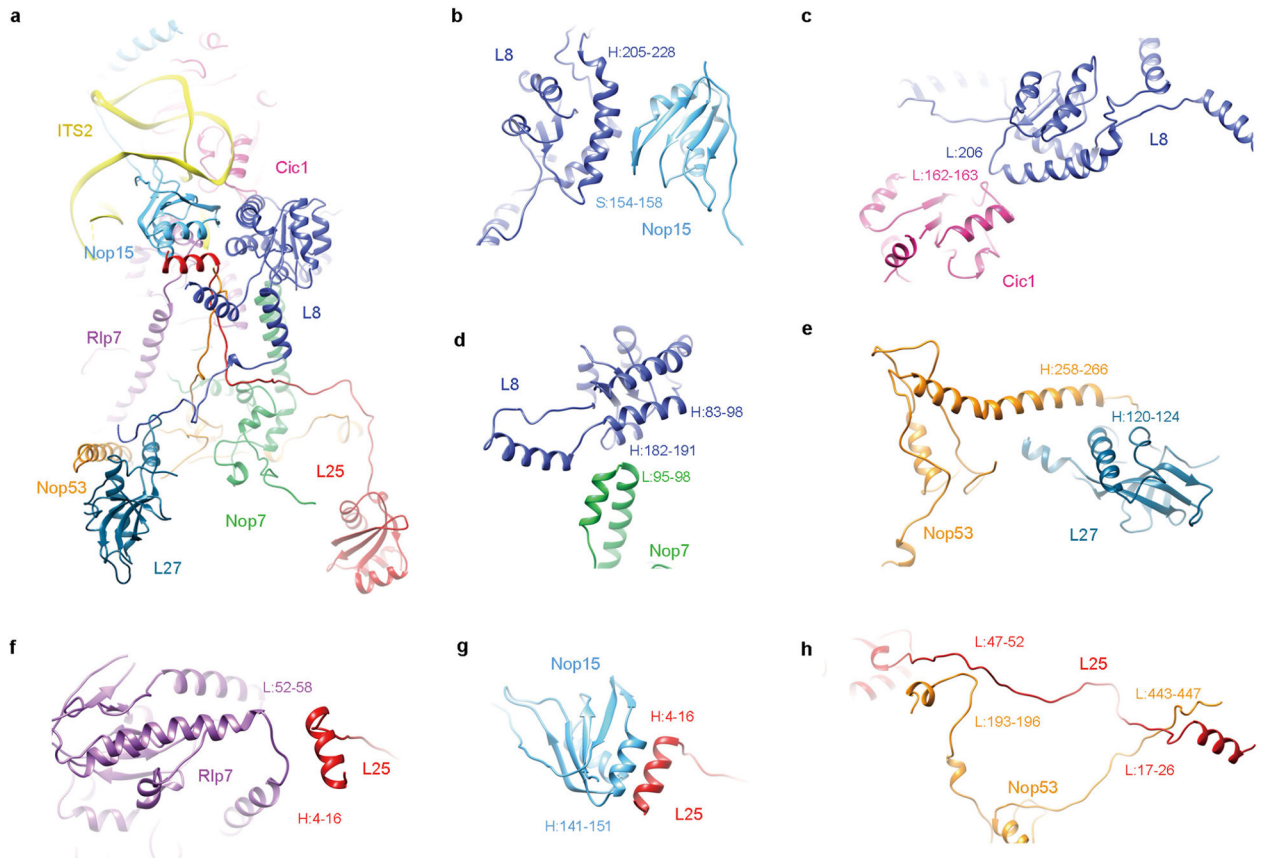 a
ITS2
Cic1
Nop15
L8
Rlp7
L25
Nop53
Nop7
L27
b
L8
H:205-228
S:154-158
Nop15
c
L:206
L8
L:162-163
Cic1
d
L8
H:83-98
H:182-191
L:95-98
Nop7
e
H:258-266
H:120-124
Nop53
L27
f
L:52-58
Rlp7
L25
H:4-16
g
Nop15
H:4-16
H:141-151
L25
h
L:47-52
L25
L:443-447
L:193-196
L:17-26
Nop53